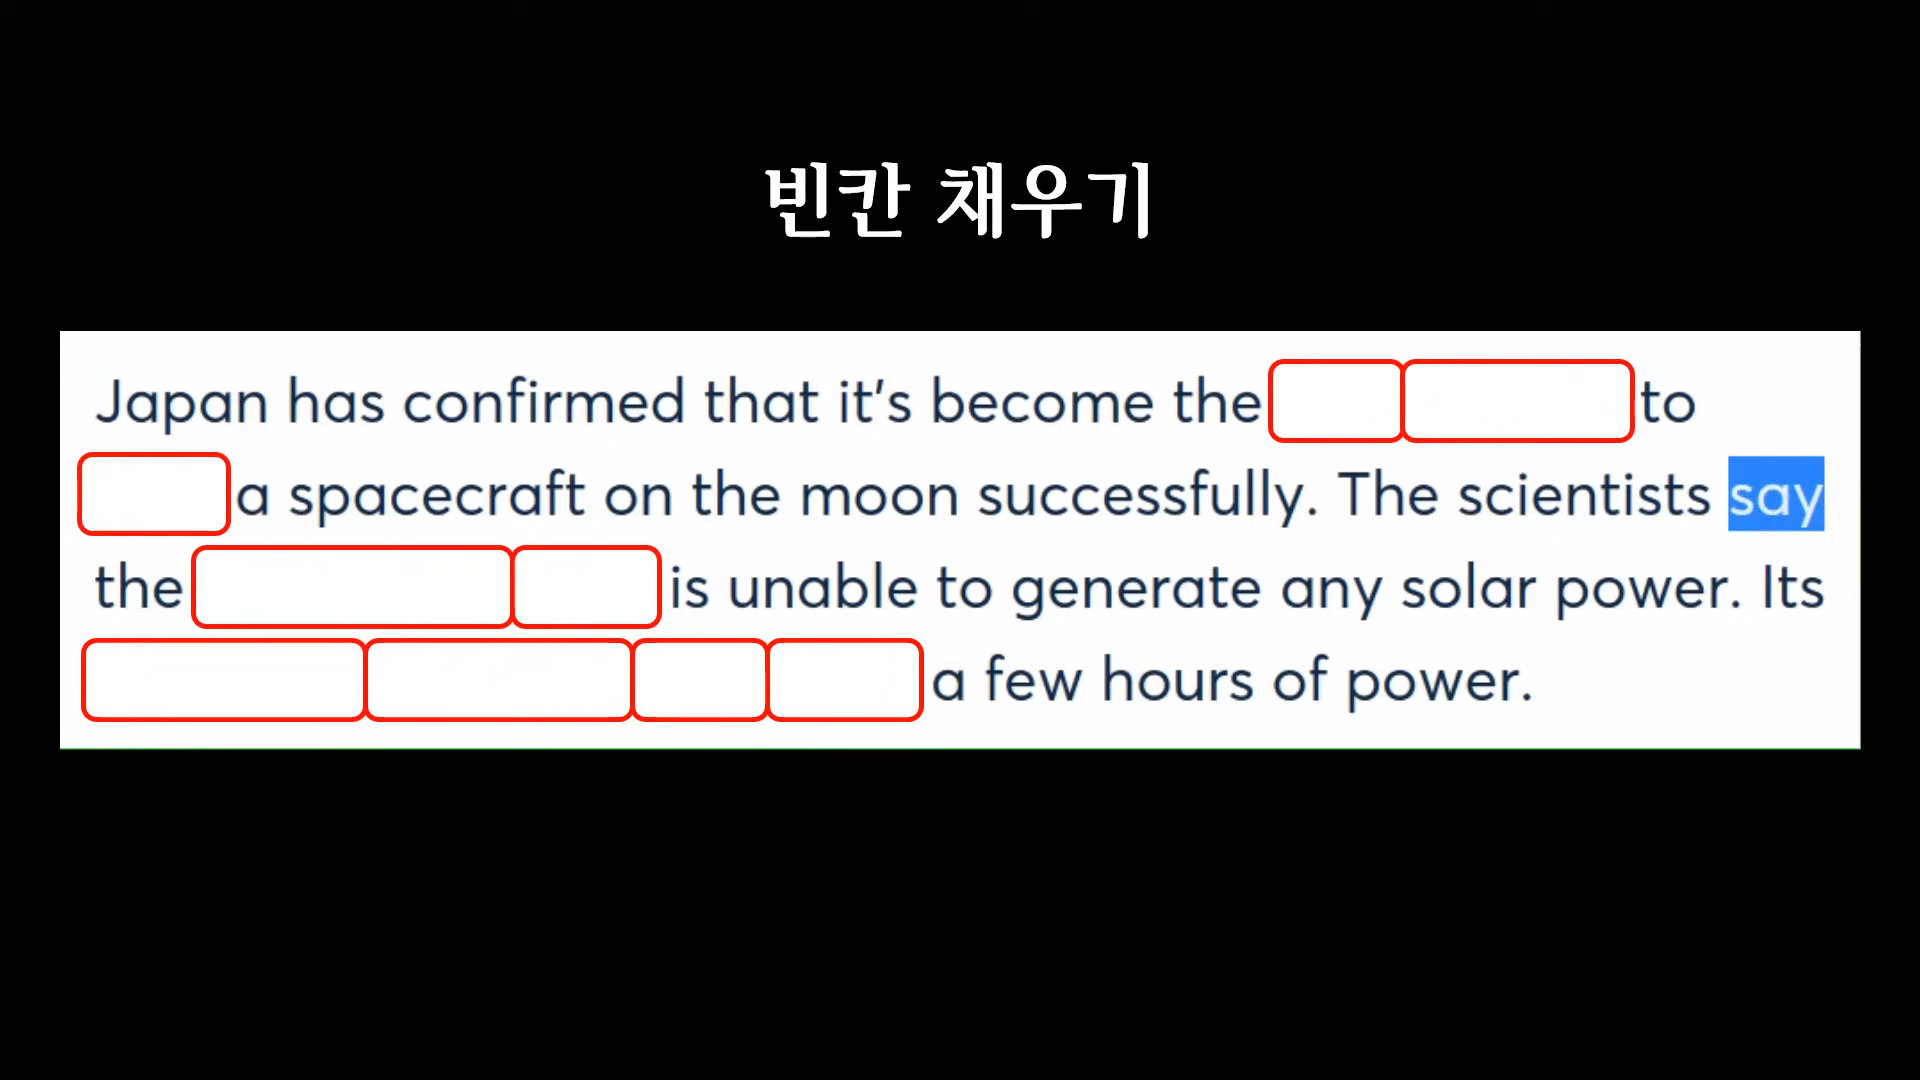 빈칸 채우기
Japan has confirmed that it's become the to
a spacecraft on the moon successfully. The scientists say
the is unable to generate any solar power. Its
a few hours of power.